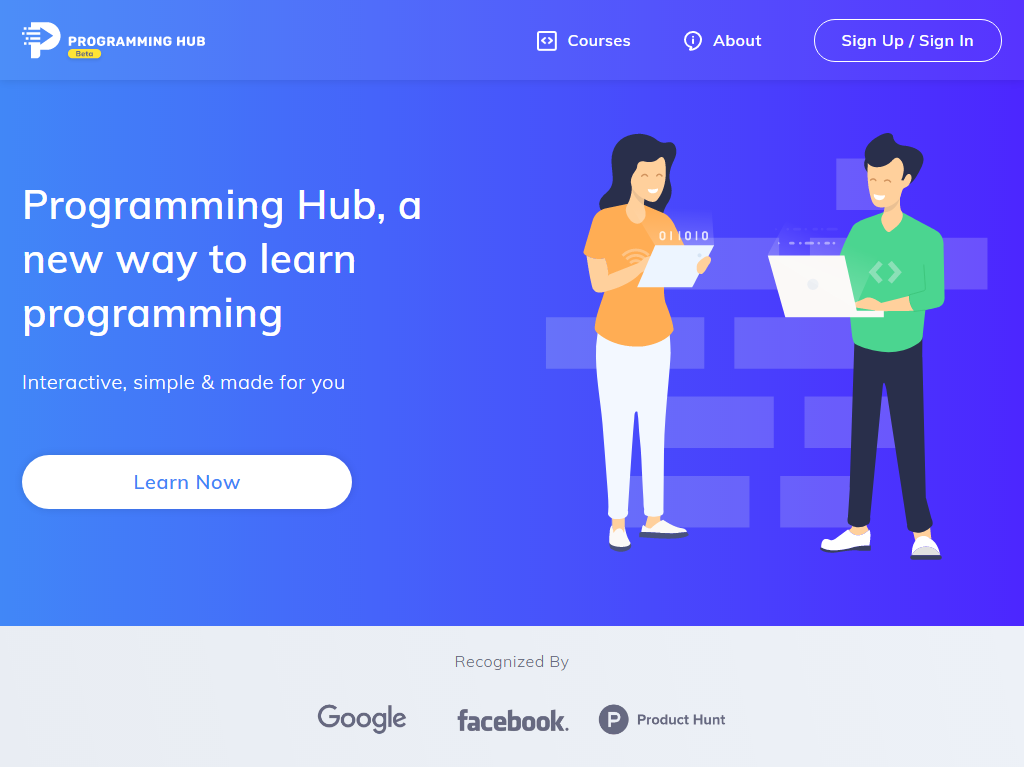 PROGRAMMING HUB
Beta
Courses
About
Sign Up / Sign In
Programming Hub, a
new way to learn
programming
Interactive, simple & made for you
Learn Now
011010
Recognized By
Google
facebook.
Product Hunt